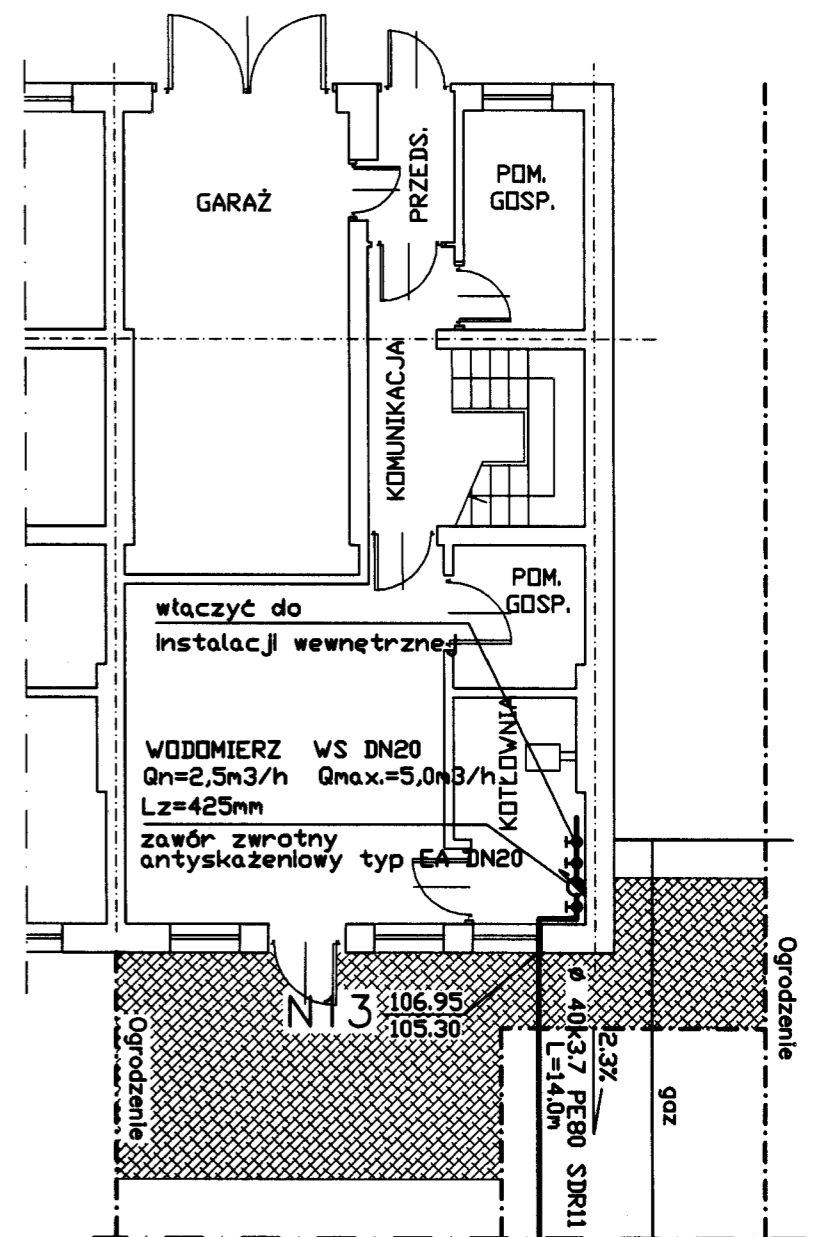 GARAŻ
PRZEDS.
POM.
GOSP.
KOMUNIKACJA
POM.
GOSP.
włączyć do
instalacji wewnętrznej
KOTŁOWNIA
WODOMIERZ WS DN20
Qn=2,5m3/h Qmax.=5,0m3/h
Lz=425mm
zawór zwrotny
antyskażeniowy typ EA DN20
N13
106.95
105.30
ø 40x3.7 PE80 SDR11
L=14.0m
2.3%
gaz
Ogrodzenie
Ogrodzenie